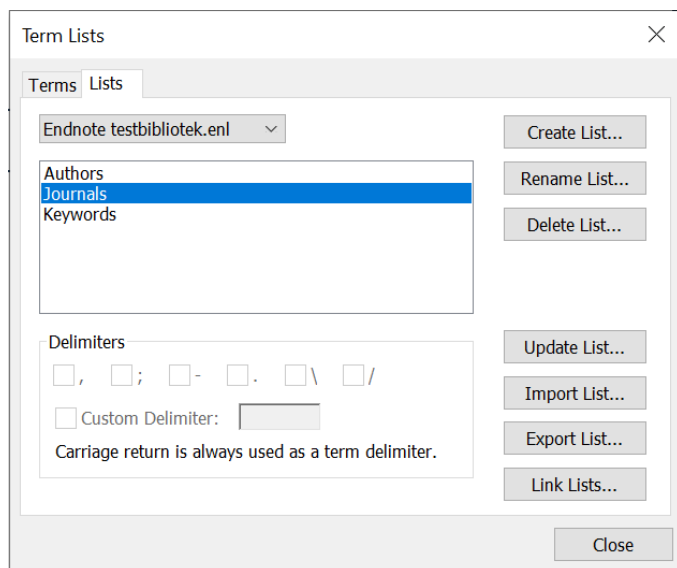 Term Lists
Terms
Lists
Endnote testbibliotek.enl
Authors
Journals
Keywords
Create List...
Rename List...
Delete List...
Delimiters
, ; - . \ /
Custom Delimiter:
Carriage return is always used as a term delimiter.
Update List...
Import List...
Export List...
Link Lists...
Close